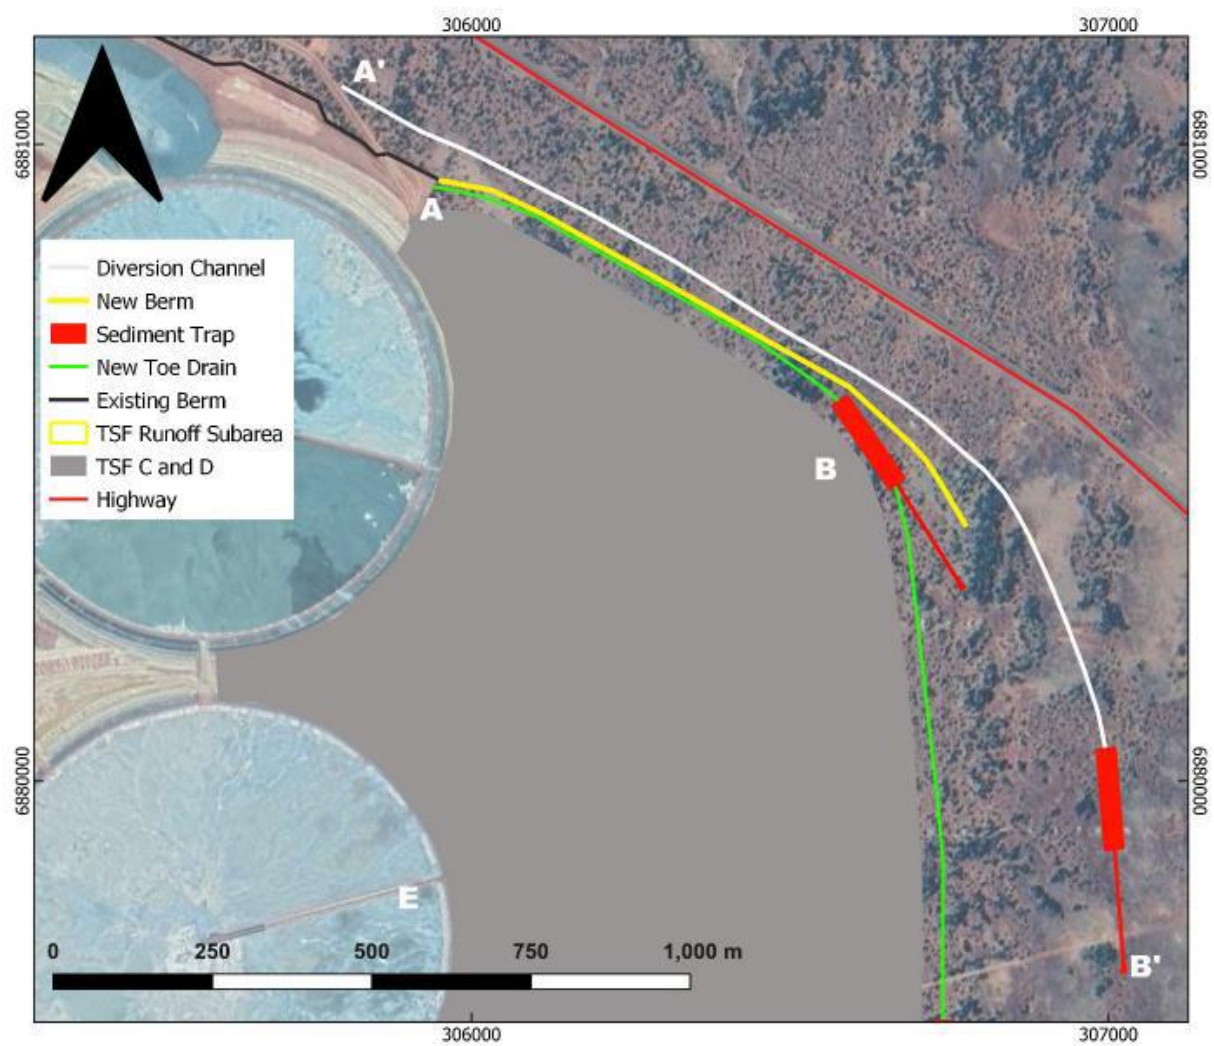 306000
307000
A'
6881000
6881000
A
Diversion Channel
New Berm
Sediment Trap
New Toe Drain
Existing Berm
TSF Runoff Subarea
TSF C and D
Highway
B
6880000
6880000
E
0 250 500 750 1,000 m
B'
306000
307000